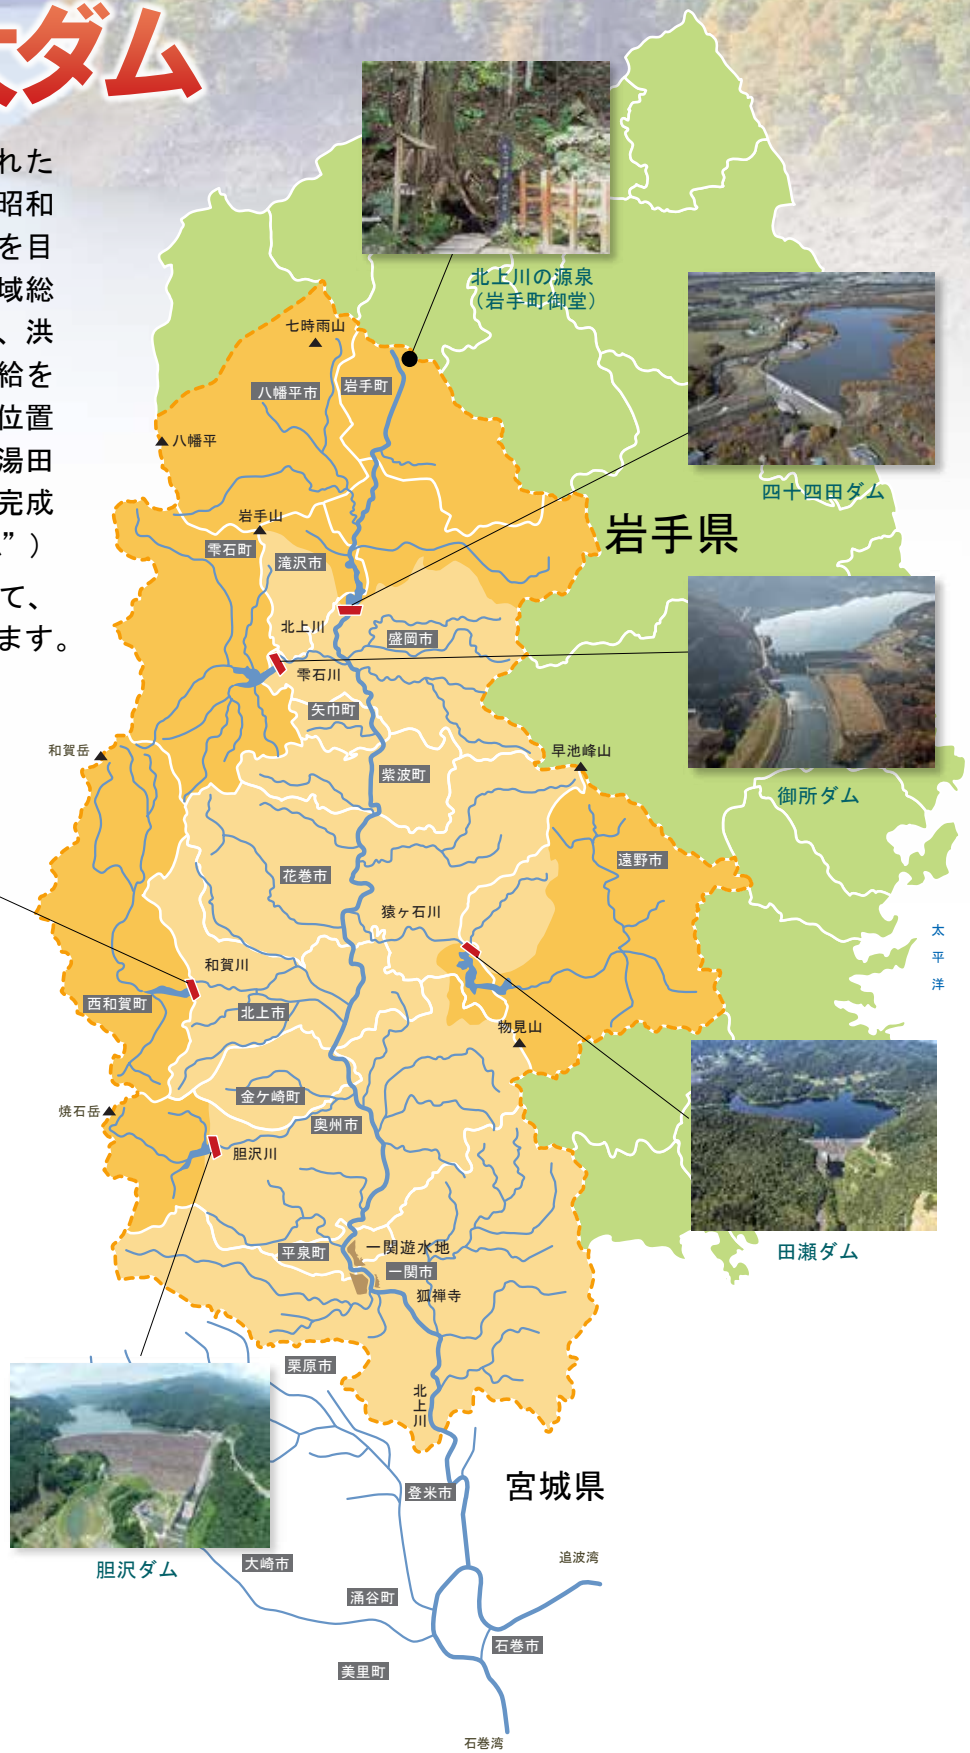 大ダム
れた
昭和
を目
域総
、洪
給を
位置
湯田
完成
”）
て、
ます。
北上川の源泉
（岩手町御堂）
七時雨山
八幡平市
岩手町
八幡平
四十四田ダム
岩手県
岩手山
雫石町
滝沢市
北上川
盛岡市
雫石川
矢巾町
和賀岳
早池峰山
紫波町
御所ダム
遠野市
花巻市
猿ヶ石川
太平洋
和賀川
西和賀町
北上市
物見山
金ケ崎町
焼石岳
奥州市
胆沢川
平泉町
一関遊水地
田瀬ダム
一関市
狐禅寺
栗原市
北上川
登米市
宮城県
胆沢ダム
大崎市
追波湾
涌谷町
石巻市
美里町
石巻湾